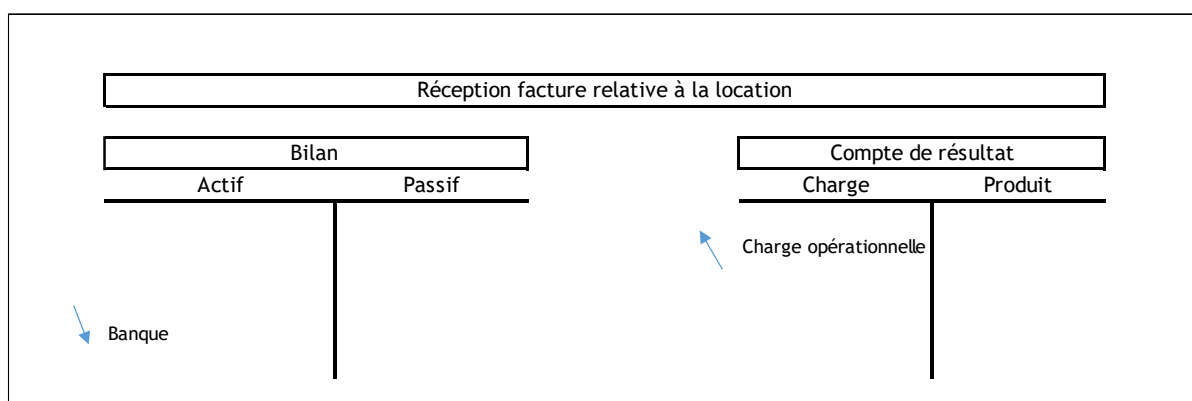 Réception facture relative à la location
Bilan
Compte de résultat
Actif
Passif
Charge
Produit
Charge opérationnelle
Banque